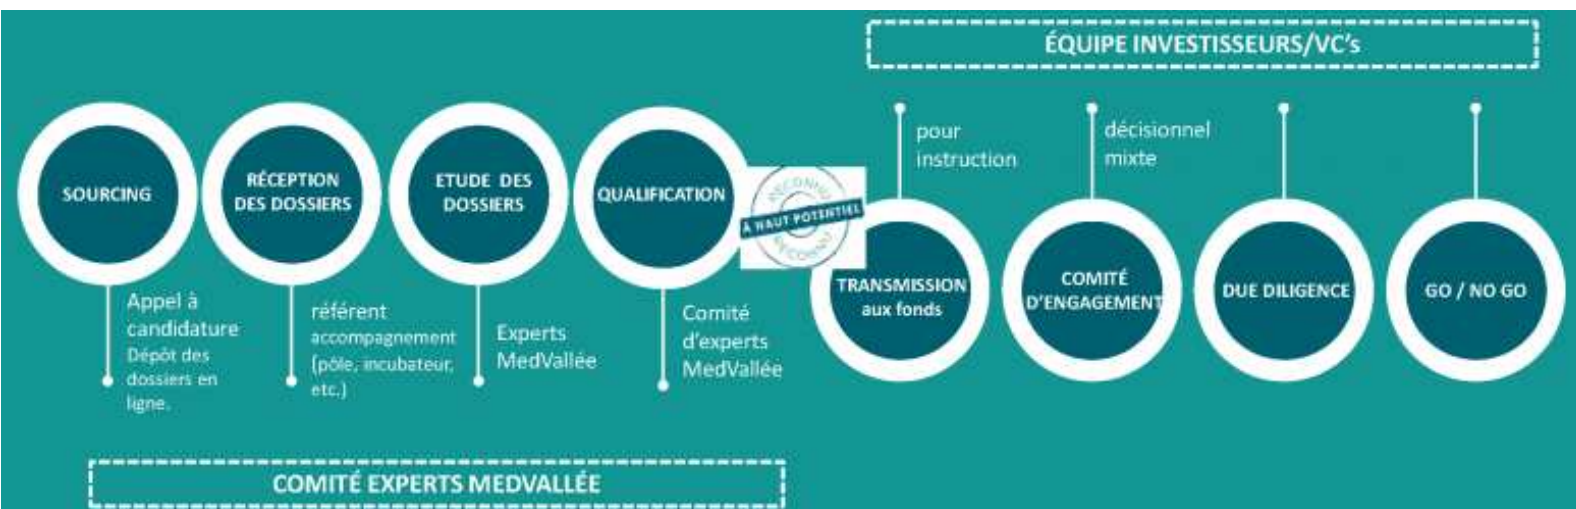 ÉQUIPE INVESTISSEURS/VC's
SOURCING
RÉCEPTION
DES DOSSIERS
ETUDE DES
DOSSIERS
QUALIFICATION
RECONNU
À HAUT POTENTIEL
RECONNU
pour
instruction
décisionnel
mixte
TRANSMISSION
aux fonds
COMITÉ
D'ENGAGEMENT
DUE DILIGENCE
GO / NO GO
Appel à
candidature
Dépôt des
dossiers en
ligne.
référent
accompagnement
(pôle, incubateur,
etc.)
Experts
MedVallée
Comité
d'experts
MedVallée
COMITÉ EXPERTS MEDVALLÉE